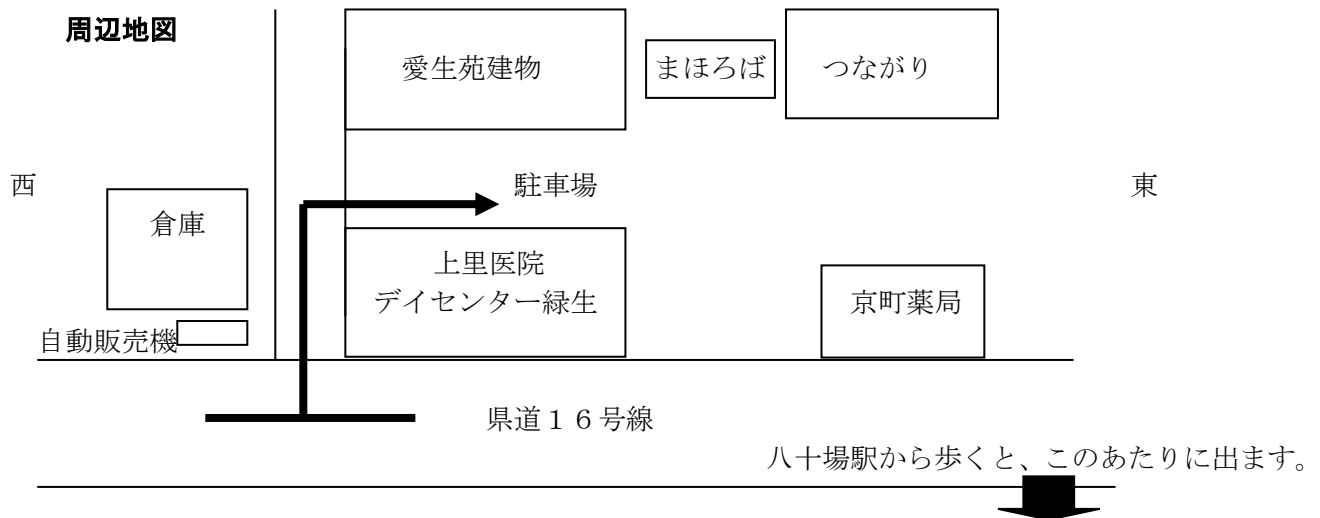 周辺地図
愛生苑建物
まほろば
つながり
西
駐車場
東
倉庫
上里医院
デイセンター緑生
京町薬局
自動販売機
県道１６号線
八十場駅から歩くと、このあたりに出ます。